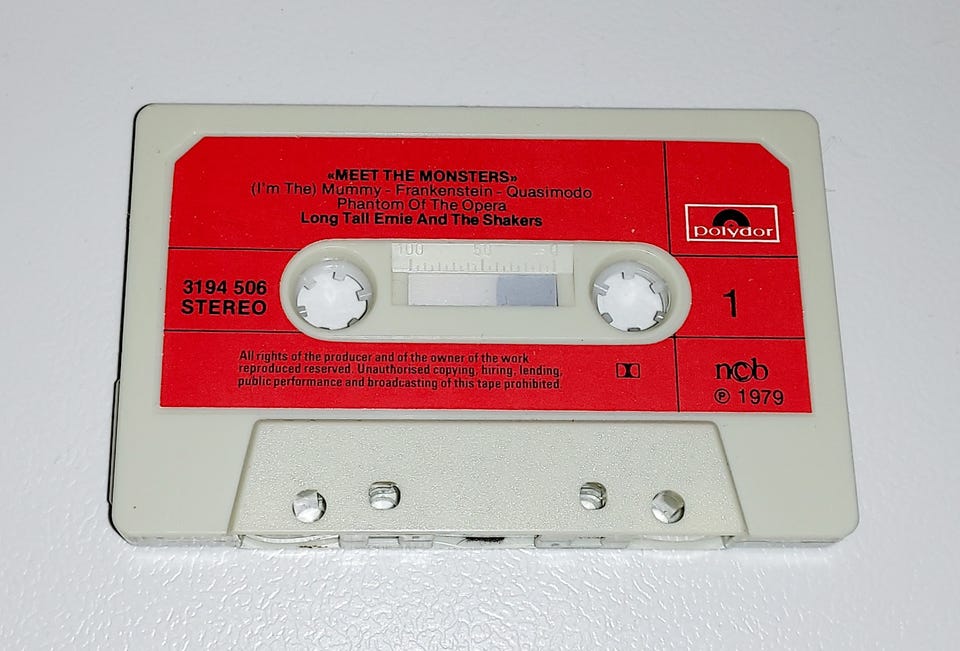 «MEET THE MONSTERS»
(I'm The) Mummy - Frankenstein - Quasimodo
Phantom Of The Opera
Long Tall Ernie And The Shakers
polydor
100 50 0
3194 506
STEREO
1
All rights of the producer and of the owner of the work
reproduced reserved. Unauthorised copying, hiring, lending,
public performance and broadcasting of this tape prohibited.
ncb
℗ 1979